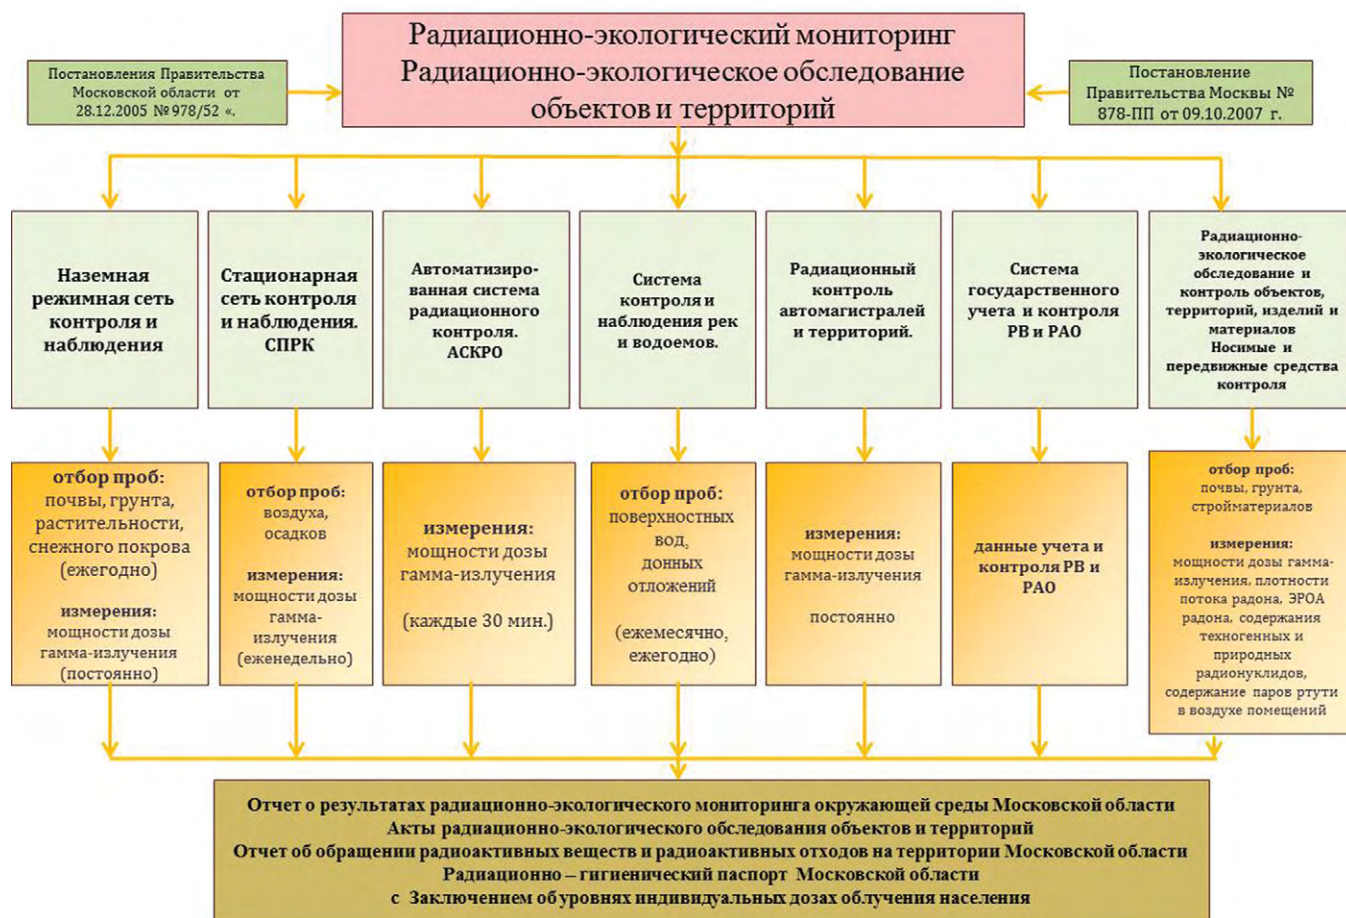 Радиационно-экологический мониторинг
Радиационно-экологическое обследование
объектов и территорий
Постановления Правительства
Московской области от
28.12.2005 № 978/52 «.
Постановление
Правительства Москвы №
878-ПП от 09.10.2007 г.
Наземная
режимная сеть
контроля и
наблюдения
Стационарная
сеть контроля
и наблюдения.
СПРК
Автоматизиро-
ванная система
радиационного
контроля.
АСКРО
Система
контроля и
наблюдения рек
и водоемов.
Радиационный
контроль
автомагистралей
и территорий.
Система
государственного
учета и контроля
РВ и РАО
Радиационно-
экологическое
обследование и
контроль объектов,
территорий, изделий и
материалов
Носимые и
передвижные средства
контроля
отбор проб:
почвы, грунта,
растительности,
снежного покрова
(ежегодно)
измерения:
мощности дозы
гамма-излучения
(постоянно)
отбор проб:
воздуха,
осадков
измерения:
мощности дозы
гамма-
излучения
(еженедельно)
измерения:
мощности дозы
гамма-излучения
(каждые 30 мин.)
отбор проб:
поверхностных
вод,
донных
отложений
(ежемесячно,
ежегодно)
измерения:
мощности дозы
гамма-излучения
постоянно
данные учета и
контроля РВ и
РАО
отбор проб:
почвы, грунта,
стройматериалов
измерения:
мощности дозы гамма-
излучения, плотности
потока радона, ЭРОА
радона, содержания
техногенных и
природных
радионуклидов,
содержание паров ртути
в воздухе помещений
Отчет о результатах радиационно-экологического мониторинга окружающей среды Московской области
Акты радиационно-экологического обследования объектов и территорий
Отчет об обращении радиоактивных веществ и радиоактивных отходов на территории Московской области
Радиационно – гигиенический паспорт Московской области
с Заключением об уровнях индивидуальных дозах облучения населения